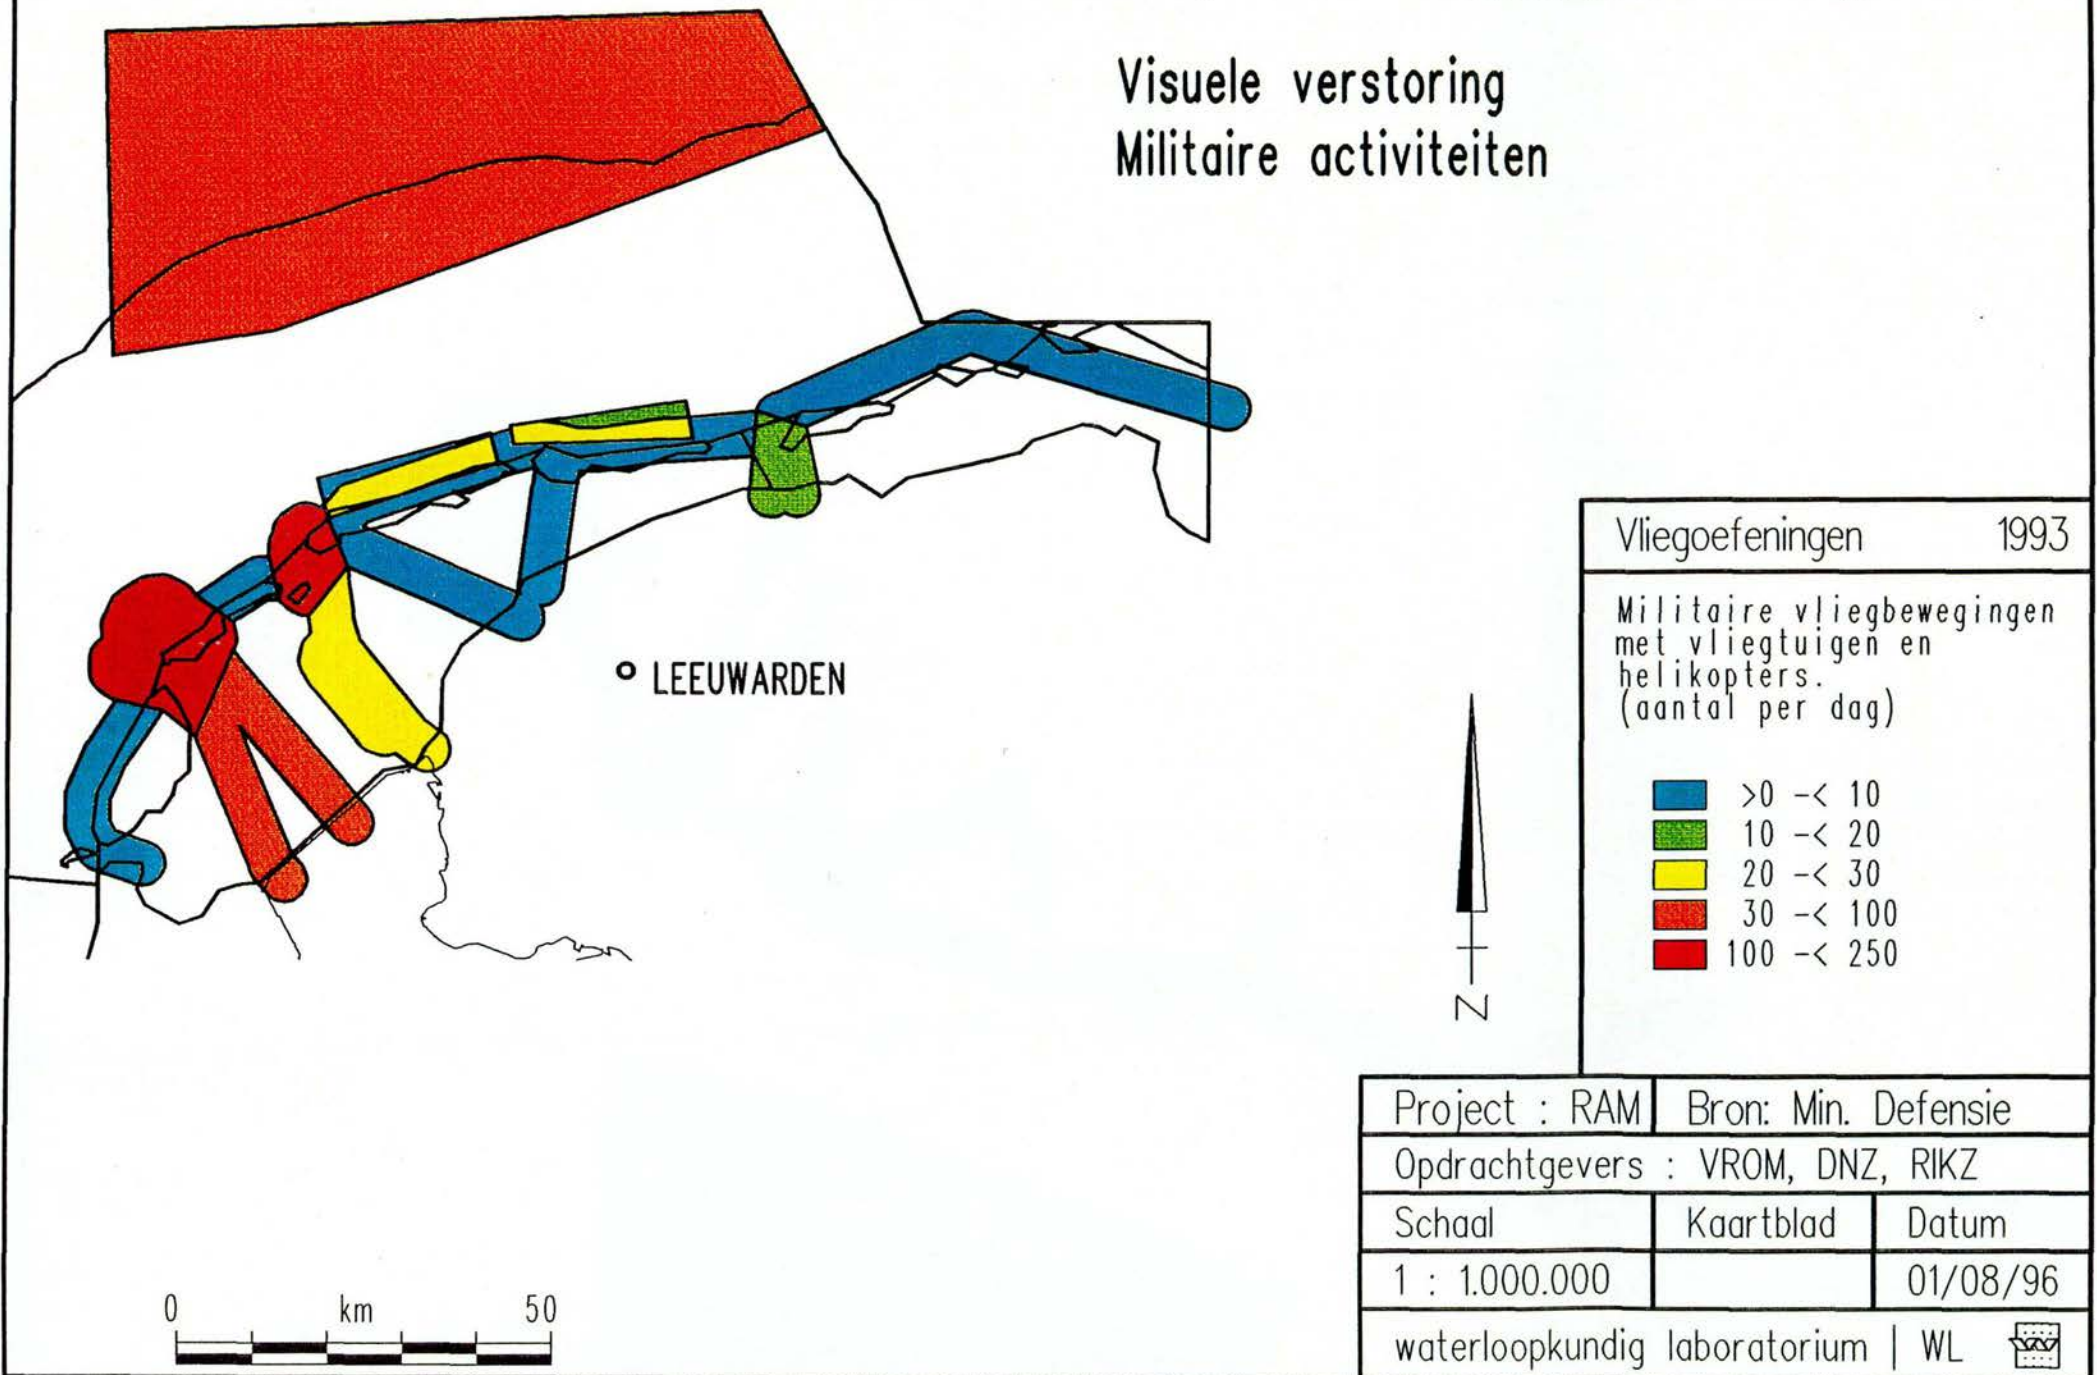 Visuele verstoring
Militaire activiteiten
LEEUWARDEN
Vliegoefeningen 1993
Militaire vliegbewegingen
met vliegtuigen en
helikopters.
(aantal per dag)
>0 -< 10
10 -< 20
20 -< 30
30 -< 100
100 -< 250
N
0 km 50
Project : RAM Bron: Min. Defensie
Opdrachtgevers : VROM, DNZ, RIKZ
Schaal Kaartblad Datum
1 : 1.000.000 01/08/96
waterloopkundig laboratorium | WL